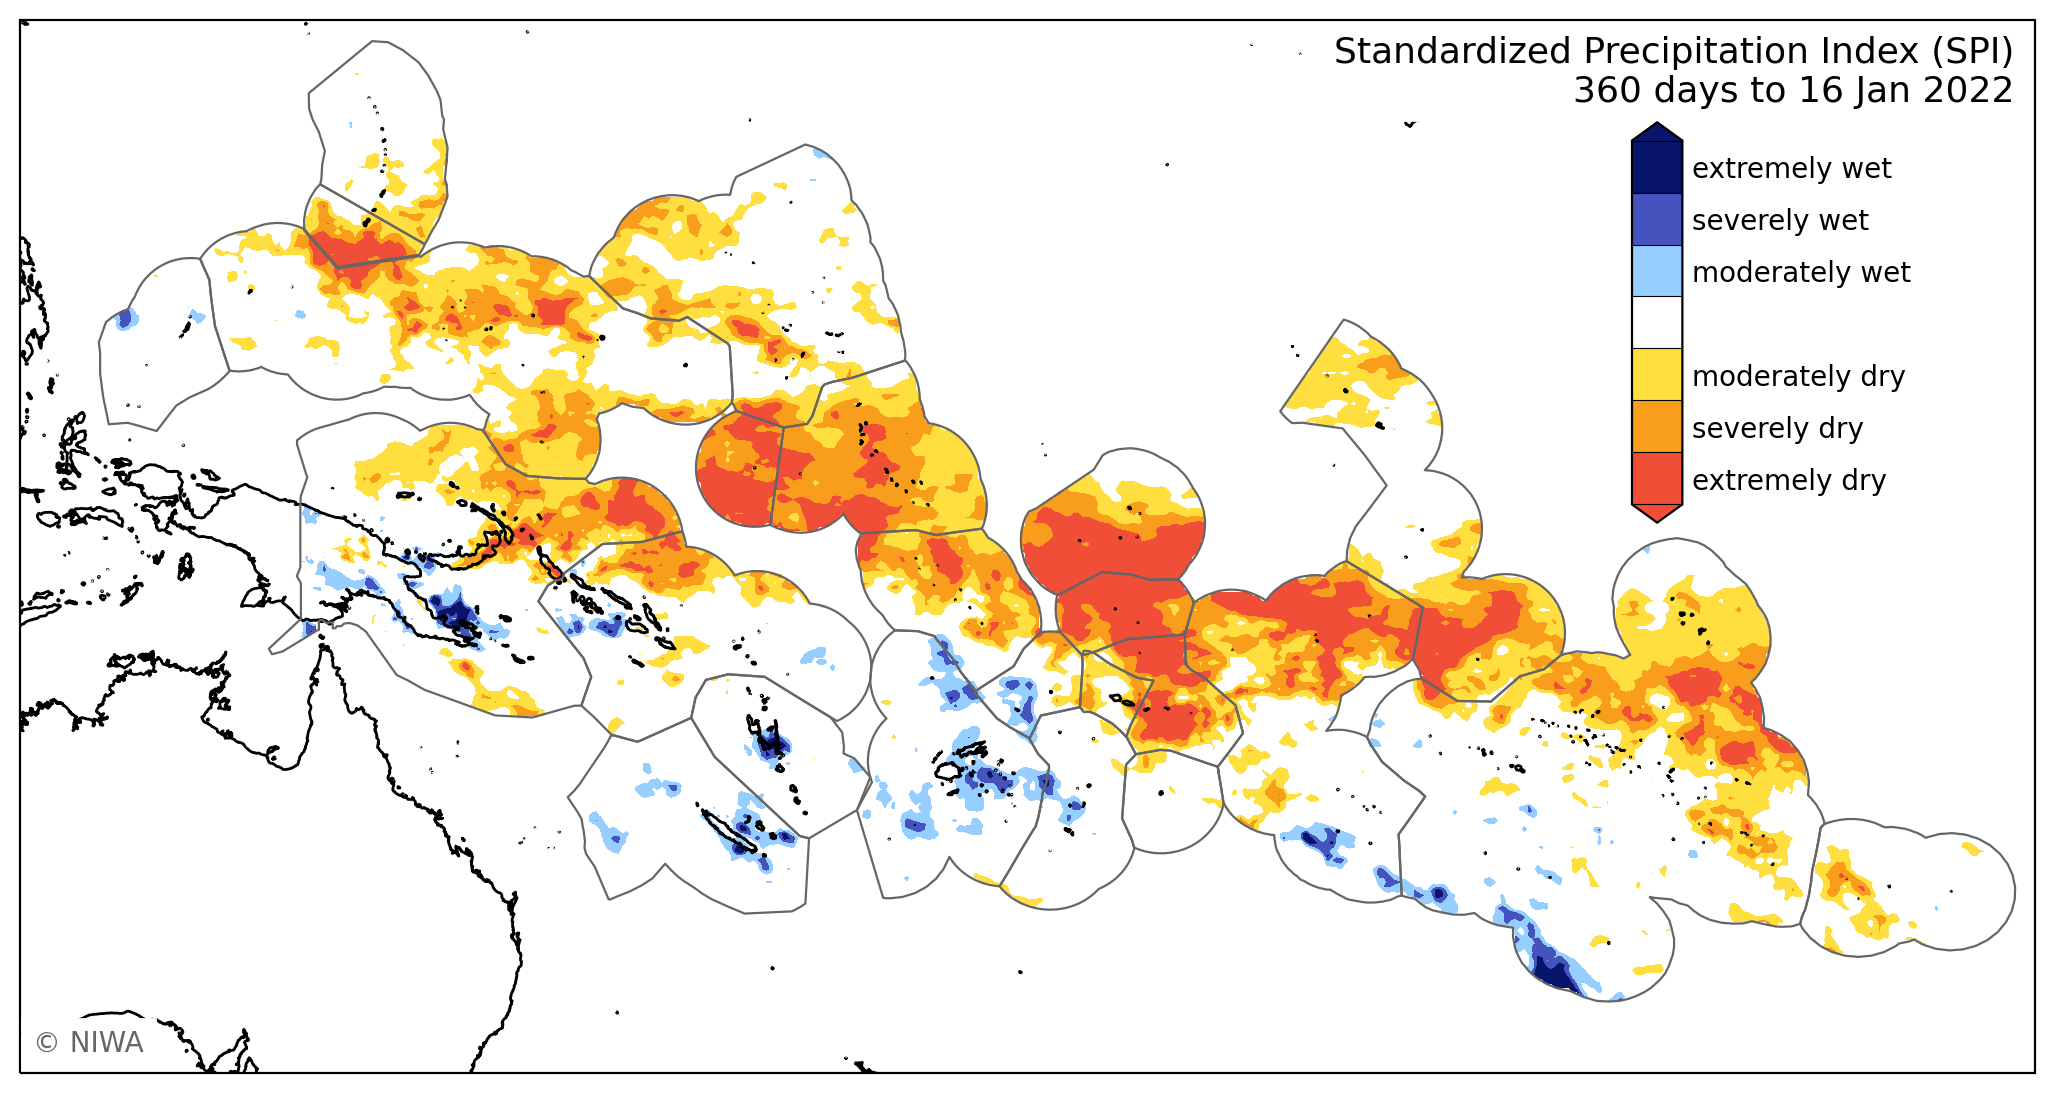 Standardized Precipitation Index (SPI)
360 days to 16 Jan 2022
extremely wet
severely wet
moderately wet
moderately dry
severely dry
extremely dry
© NIWA